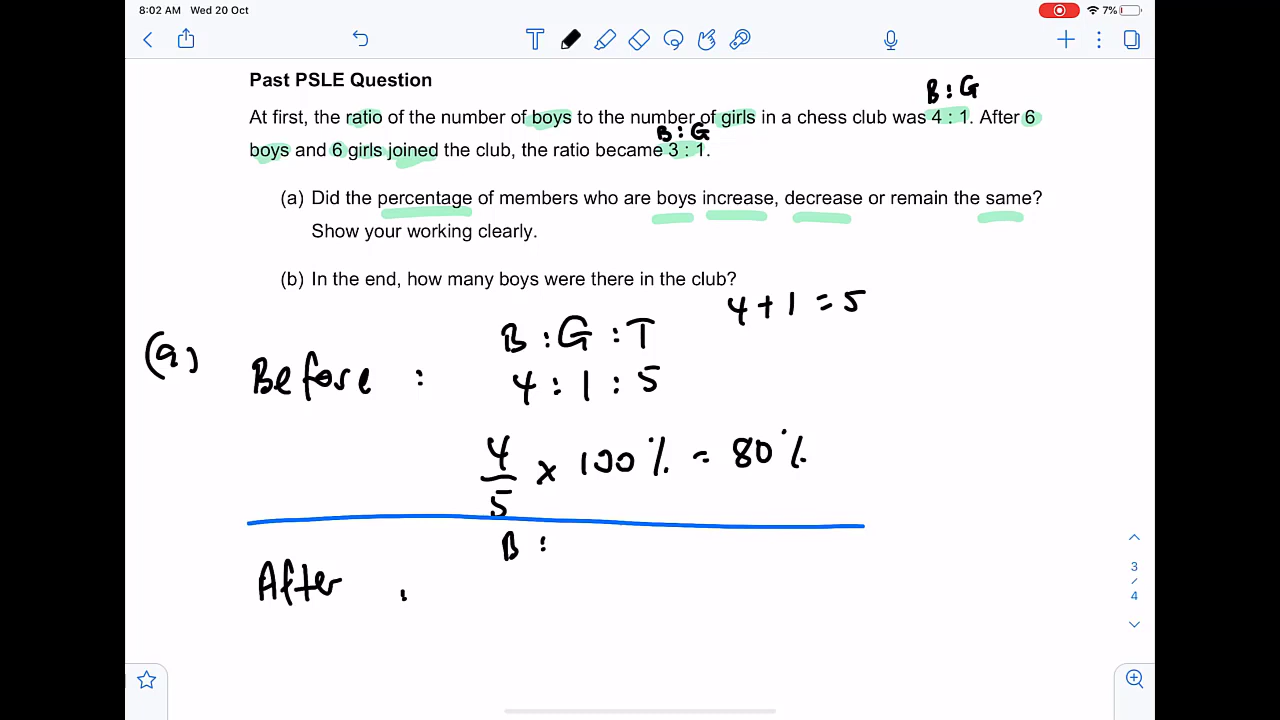 8:02 AM Wed 20 Oct
7%
T
Past PSLE Question
B : G
At first, the ratio of the number of boys to the number of girls in a chess club was 4 : 1. After 6
B : G
boys and 6 girls joined the club, the ratio became 3 : 1.
(a) Did the percentage of members who are boys increase, decrease or remain the same?
Show your working clearly.
(b) In the end, how many boys were there in the club?
4 + 1 = 5
(a)
B : G : T
Before : 4 : 1 : 5
4/5 × 100% = 80%
B :
After .
3
/
4